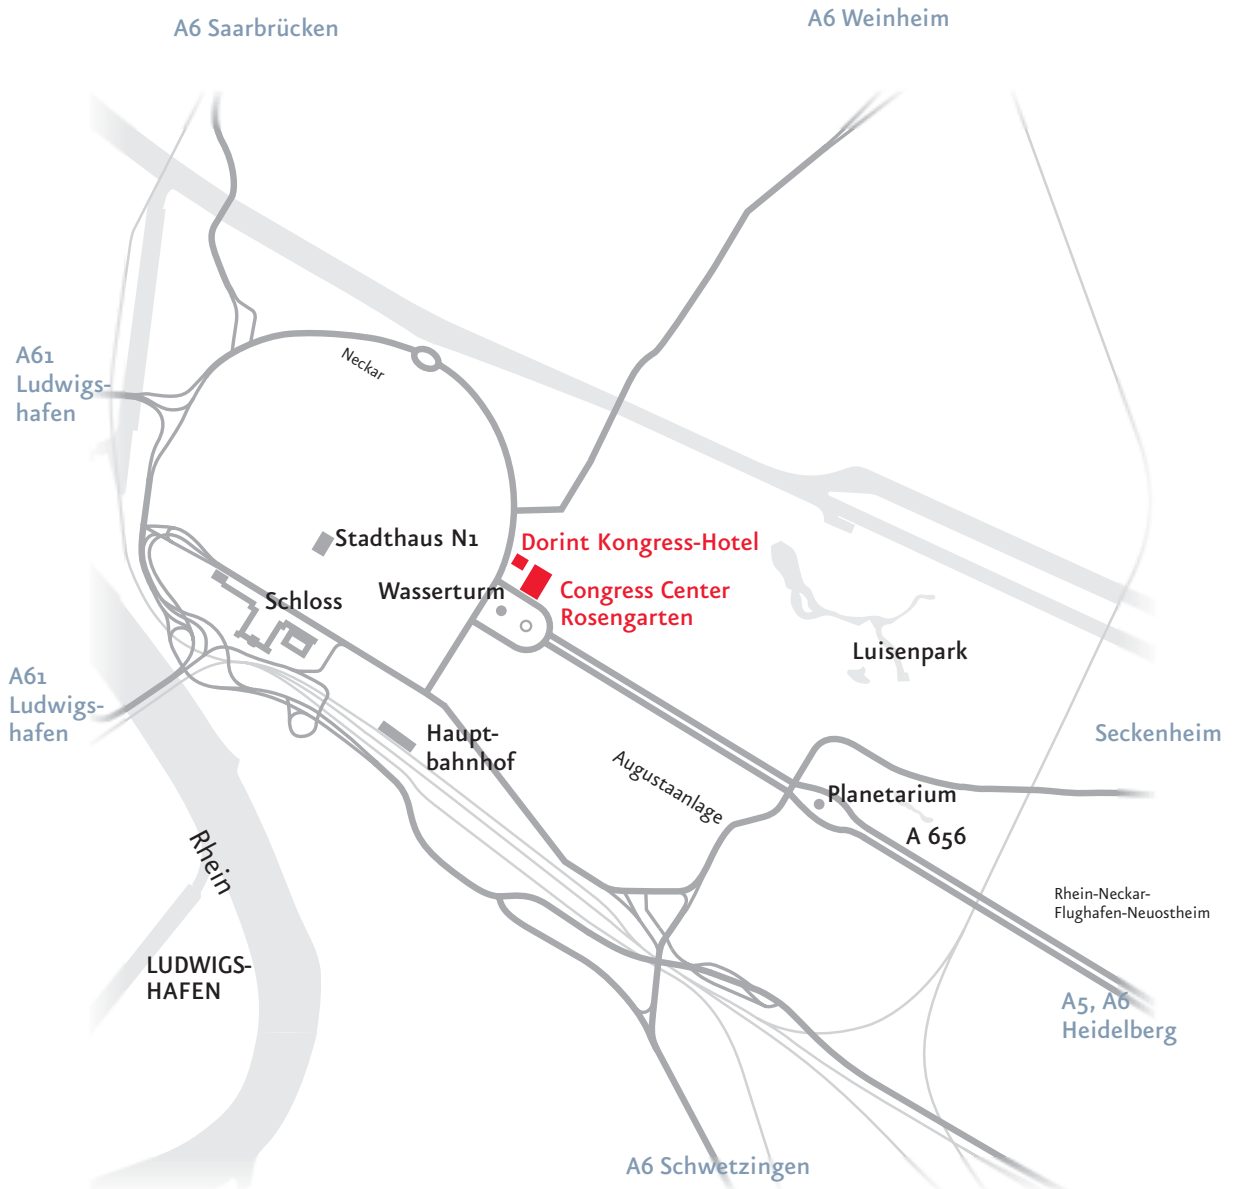 A6 Saarbrücken
A6 Weinheim
A61
Ludwigs-
hafen
Neckar
Stadthaus N1
Dorint Kongress-Hotel
Wasserturm
Congress Center
Rosengarten
Schloss
Luisenpark
A61
Ludwigs-
hafen
Haupt-
bahnhof
Seckenheim
Augustaanlage
Planetarium
A 656
Rhein
Rhein-Neckar-
Flughafen-Neuostheim
LUDWIGS-
HAFEN
A5, A6
Heidelberg
A6 Schwetzingen